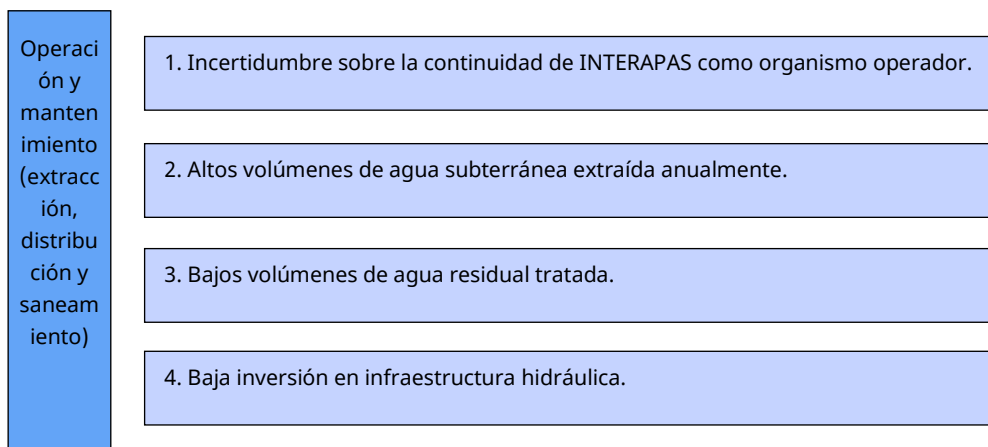 Operaci
ón y
manten
imiento
(extracc
ión,
distribu
ción y
saneam
iento)
1. Incertidumbre sobre la continuidad de INTERAPAS como organismo operador.
2. Altos volúmenes de agua subterránea extraída anualmente.
3. Bajos volúmenes de agua residual tratada.
4. Baja inversión en infraestructura hidráulica.